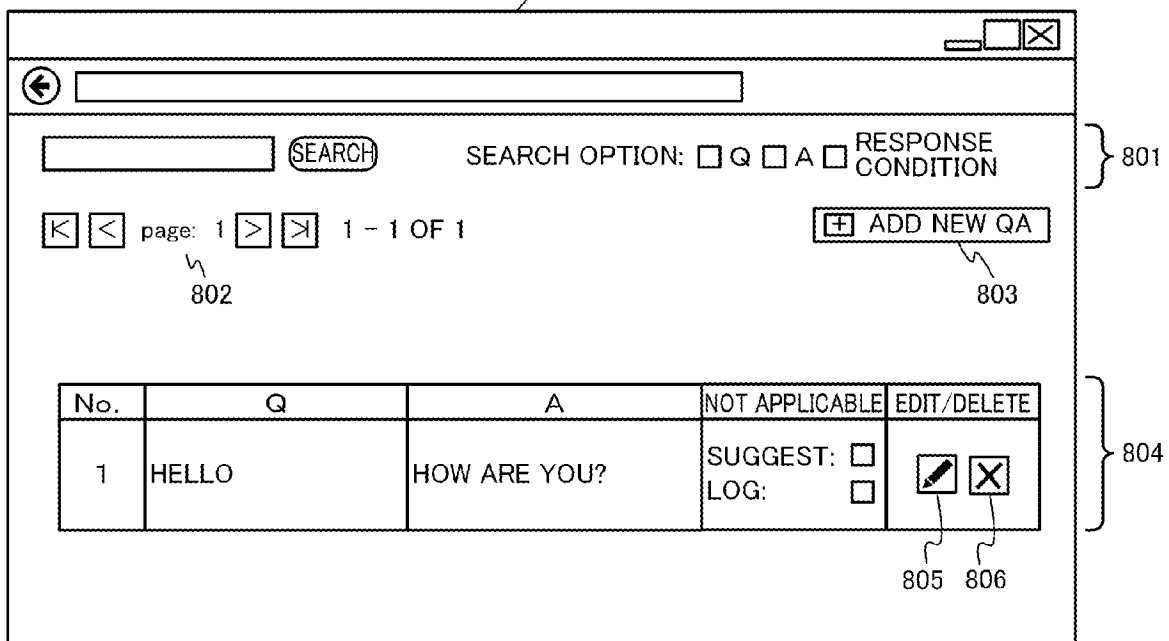 SEARCH SEARCH OPTION: Q A RESPONSE CONDITION
801
page: 1 1 - 1 OF 1 ADD NEW QA
802 803
No. Q A NOT APPLICABLE EDIT/DELETE
1 HELLO HOW ARE YOU? SUGGEST:
LOG:
804
805 806